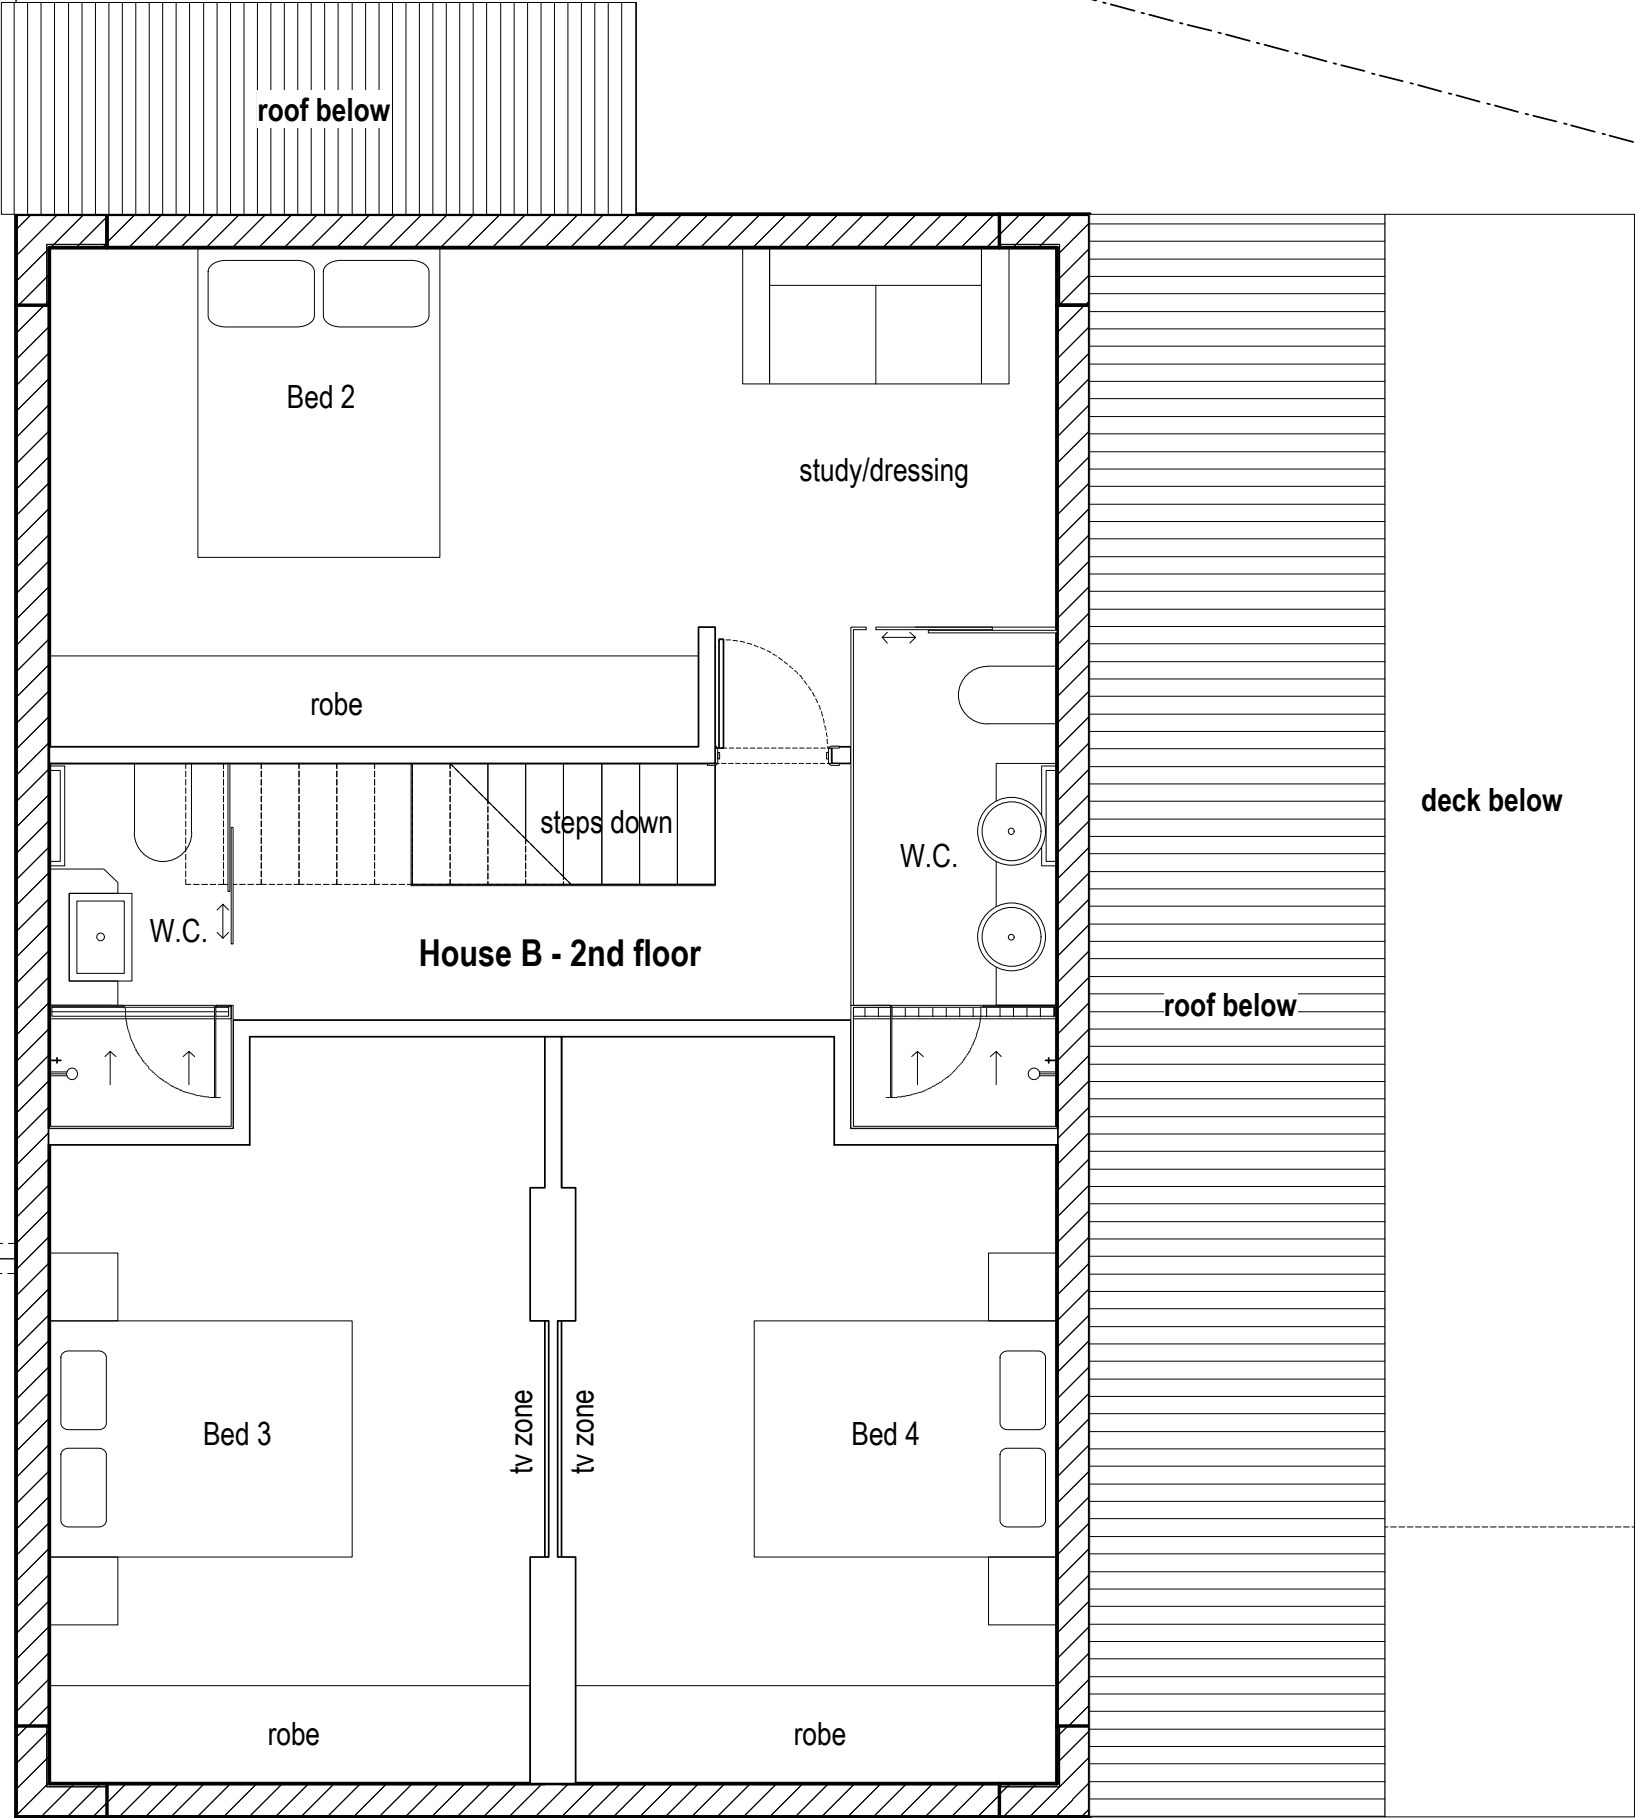 roof below
Bed 2
study/dressing
robe
steps down
deck below
W.C.
W.C.
House B - 2nd floor
roof below
tv zone
tv zone
Bed 3
Bed 4
robe
robe